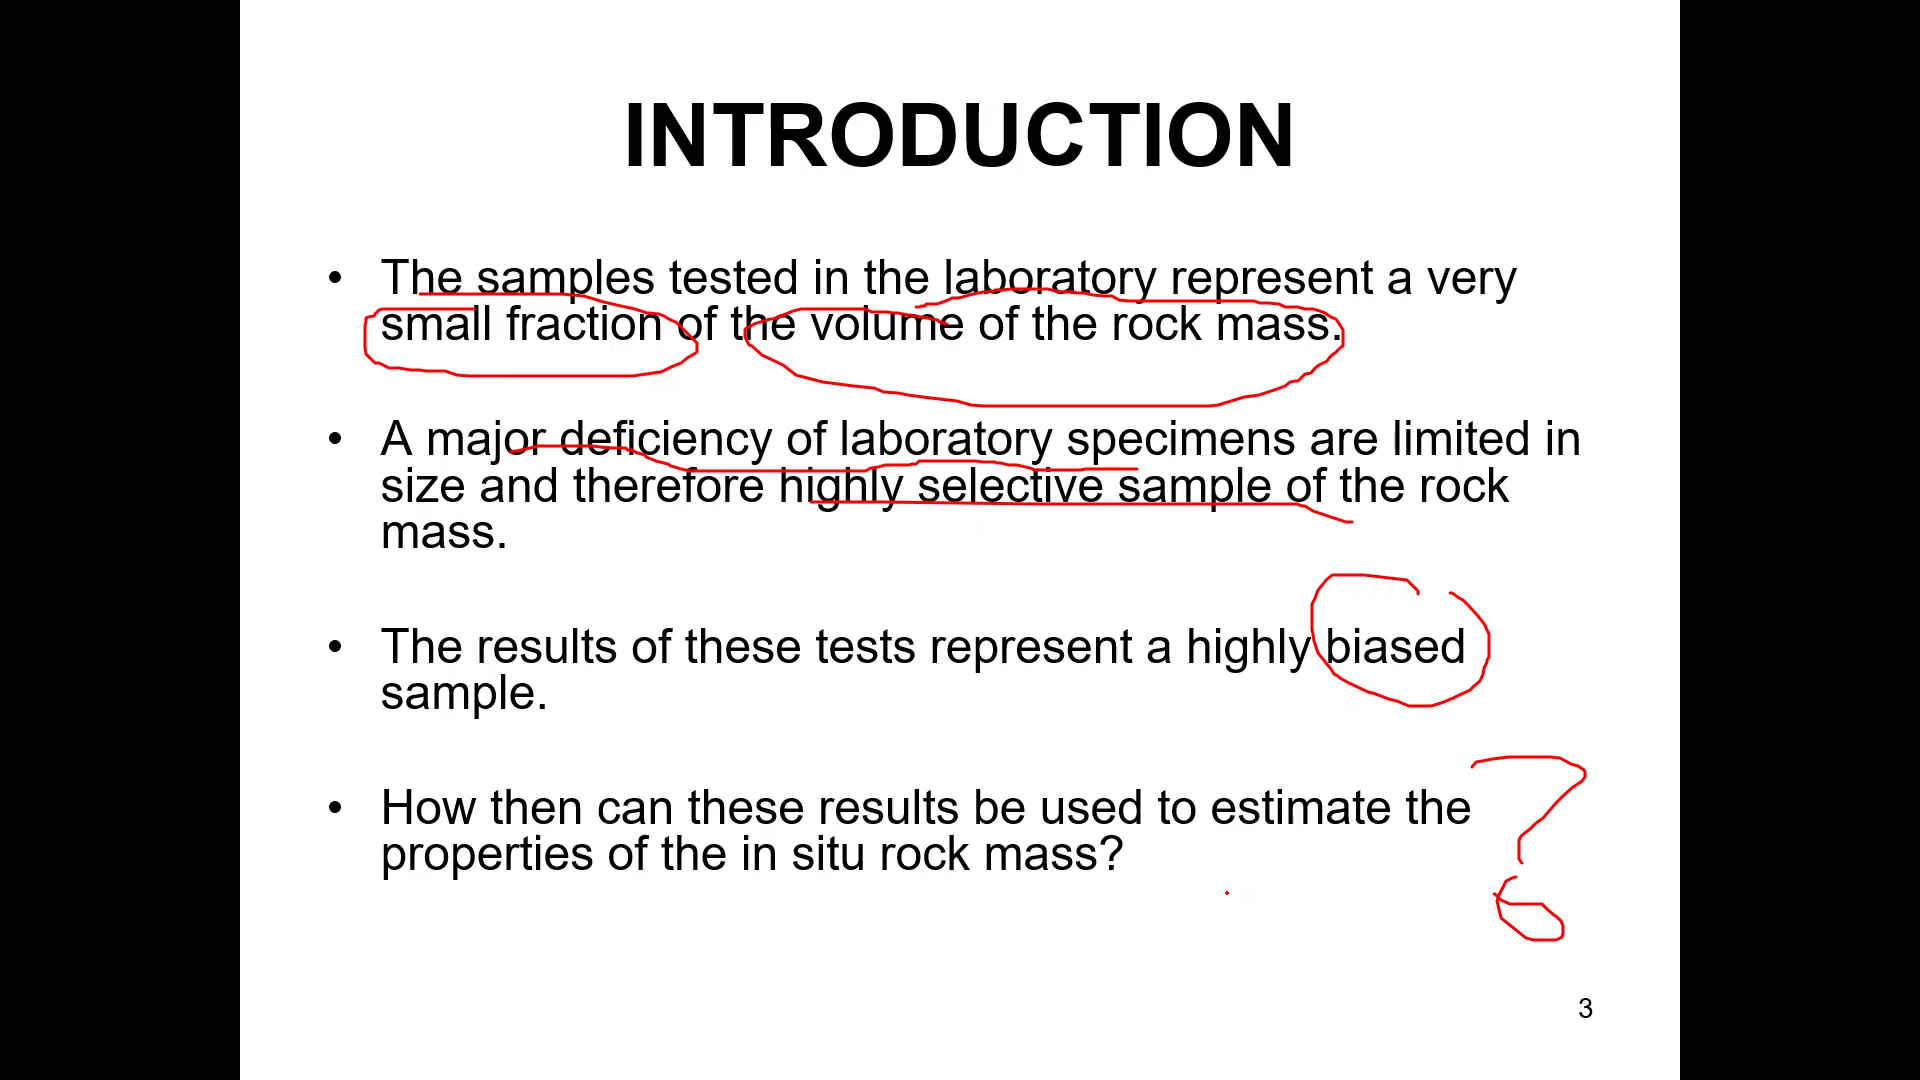 INTRODUCTION
• The samples tested in the laboratory represent a very
small fraction of the volume of the rock mass.
• A major deficiency of laboratory specimens are limited in
size and therefore highly selective sample of the rock
mass.
• The results of these tests represent a highly biased
sample.
• How then can these results be used to estimate the
properties of the in situ rock mass?
?
3